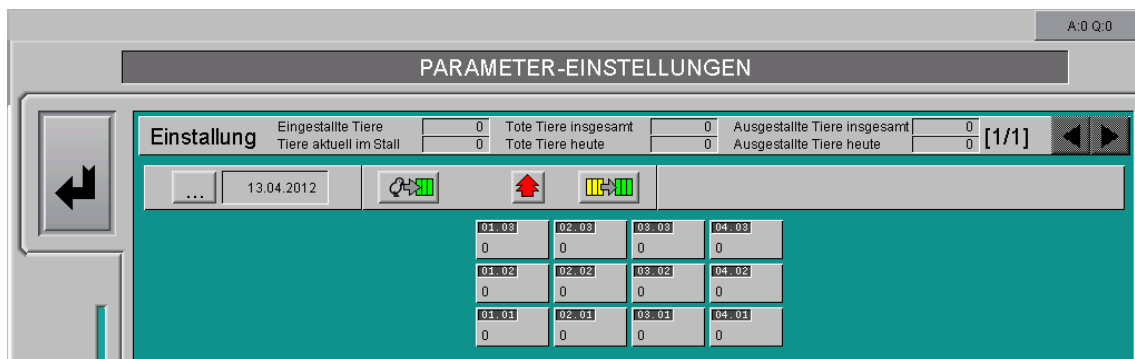 A:0 Q:0
PARAMETER-EINSTELLUNGEN
Einstallung
Eingestallte Tiere 0
Tiere aktuell im Stall 0
Tote Tiere insgesamt 0
Tote Tiere heute 0
Ausgestallte Tiere insgesamt 0
Ausgestallte Tiere heute 0
[1/1]
... 13.04.2012
01.03 02.03 03.03 04.03
0 0 0 0
01.02 02.02 03.02 04.02
0 0 0 0
01.01 02.01 03.01 04.01
0 0 0 0